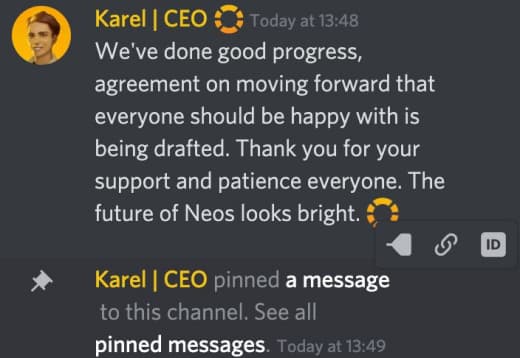 Karel | CEO Today at 13:48
We've done good progress,
agreement on moving forward that
everyone should be happy with is
being drafted. Thank you for your
support and patience everyone. The
future of Neos looks bright.
ID
Karel | CEO pinned a message
to this channel. See all
pinned messages. Today at 13:49